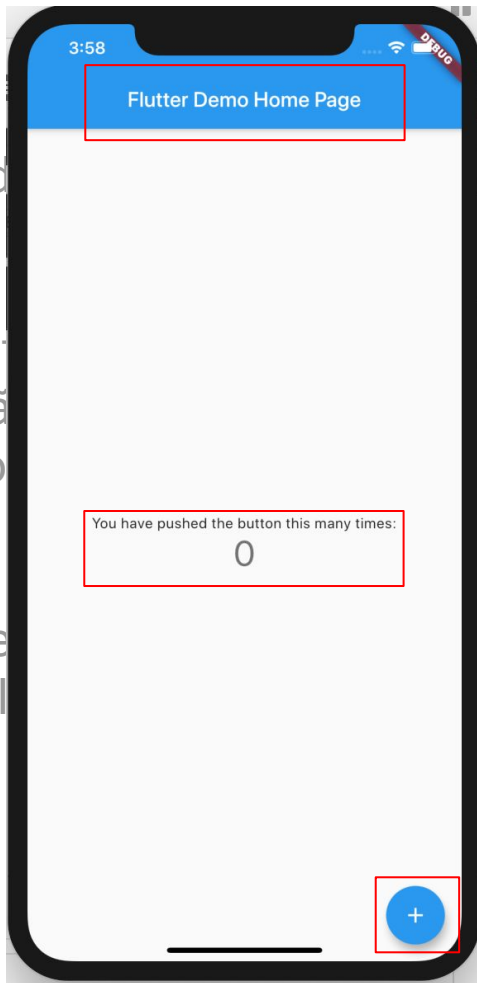 3:58
DEBUG
Flutter Demo Home Page
You have pushed the button this many times:
0
+